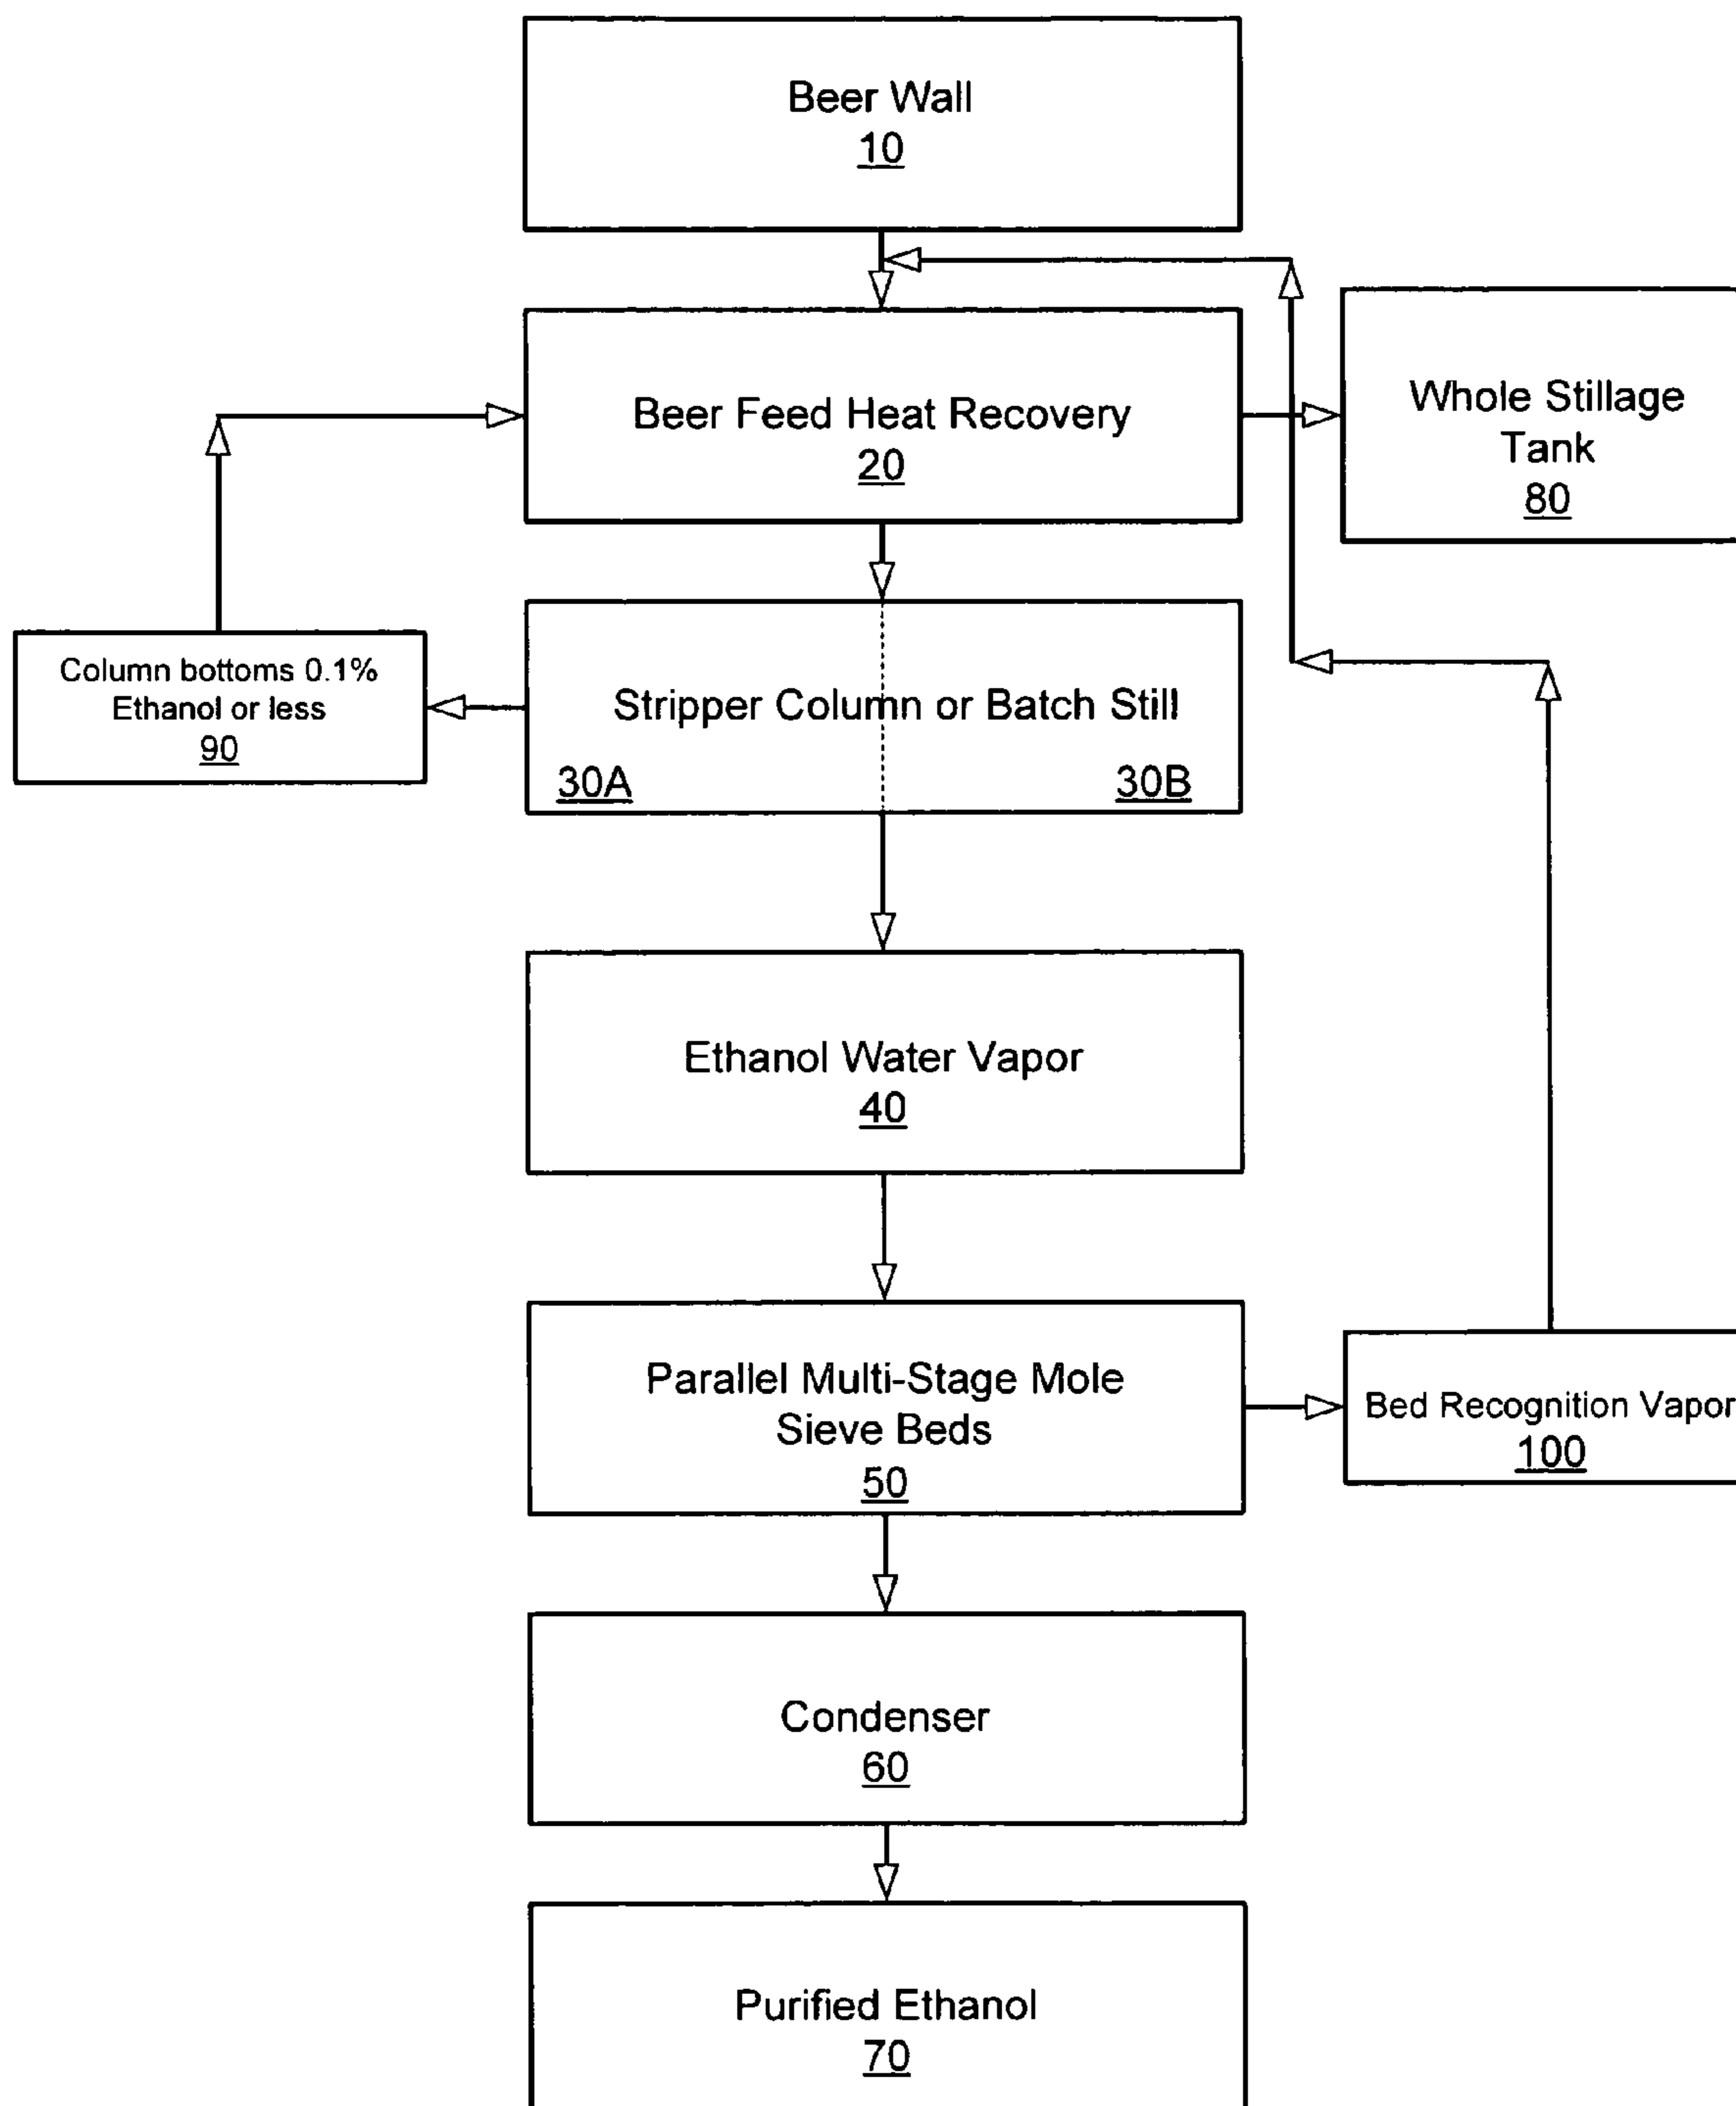 Beer Wall
10
Beer Feed Heat Recovery
20
Whole Stillage
Tank
80
Column bottoms 0.1%
Ethanol or less
90
Stripper Column or Batch Still
30A
30B
Ethanol Water Vapor
40
Parallel Multi-Stage Mole
Sieve Beds
50
Bed Recognition Vapor
100
Condenser
60
Purified Ethanol
70